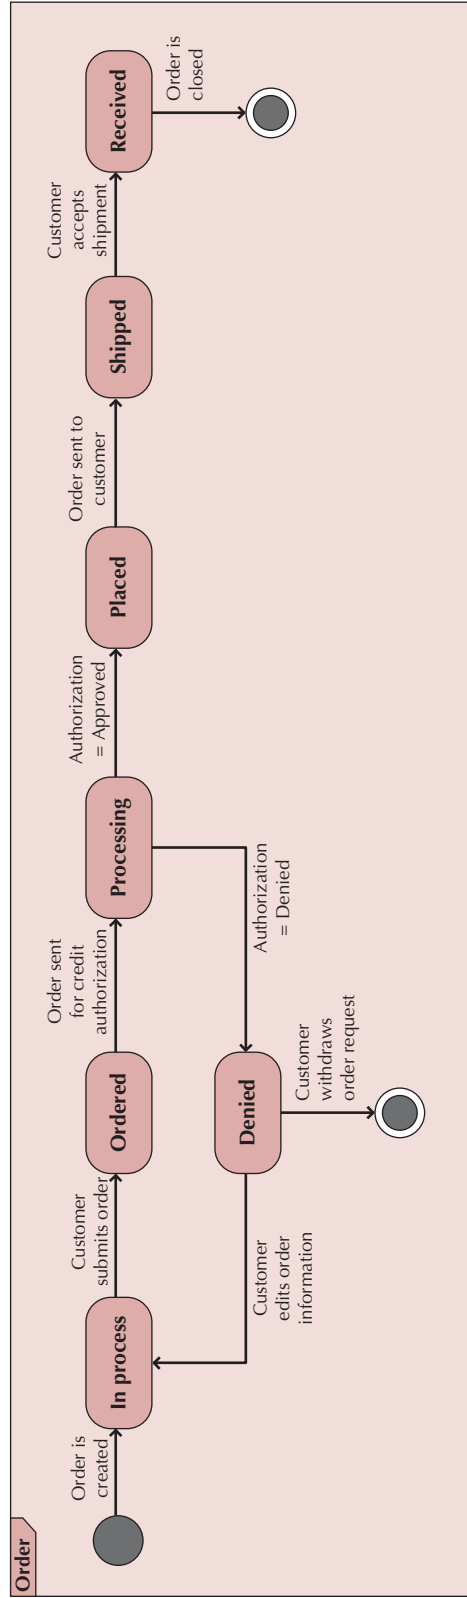 Order
Order is
created
In process
Customer
submits order
Ordered
Order sent
for credit
authorization
Processing
Authorization
= Approved
Placed
Order sent to
customer
Shipped
Customer
accepts
shipment
Received
Order is
closed
Authorization
= Denied
Denied
Customer
withdraws
order request
Customer
edits order
information